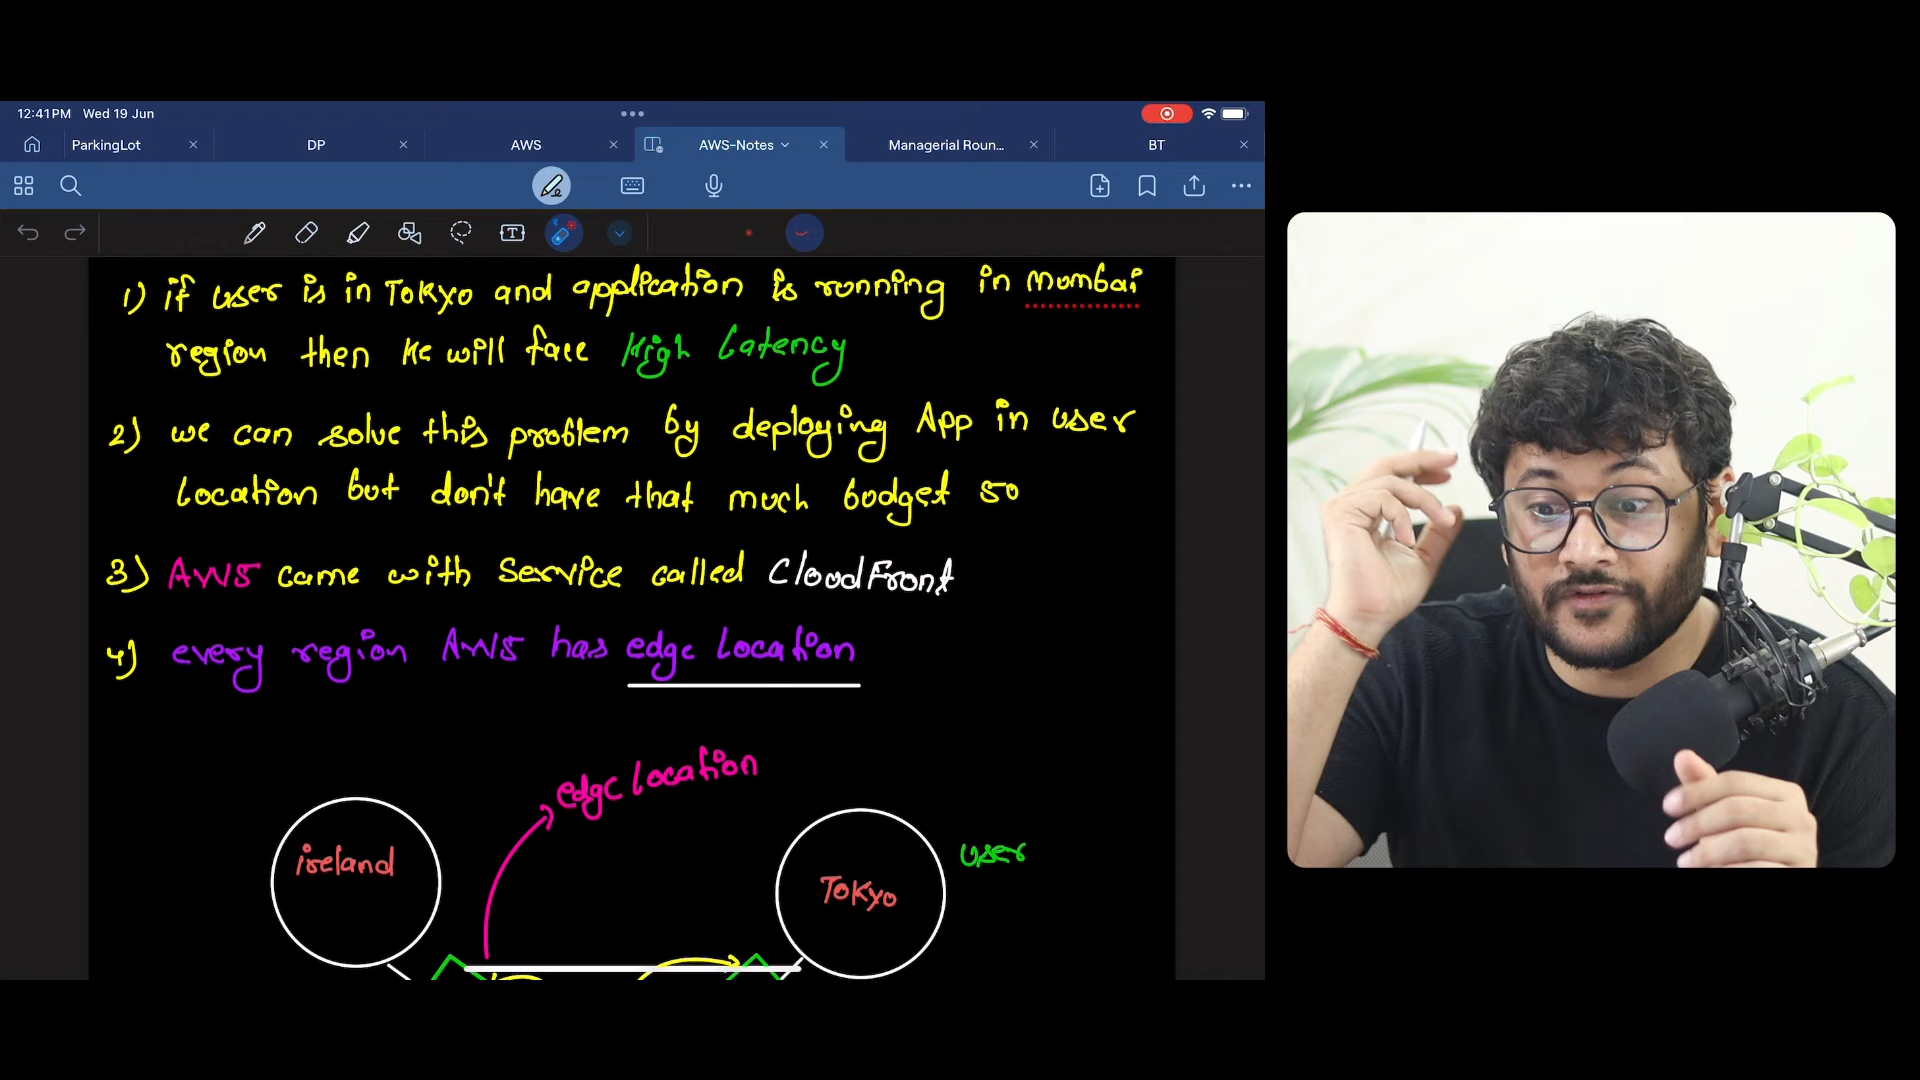 12:41 PM Wed 19 Jun
ParkingLot
DP
AWS
AWS-Notes
Managerial Roun...
BT
1) if user is in Tokyo and application is running in Mumbai
region then He will face High Latency
2) we can solve this problem by deploying App in user
Location but don't have that much budget so
3) AWS came with service called CloudFront
4) every region AWS has edge Location
edge location
ireland
Tokyo
user